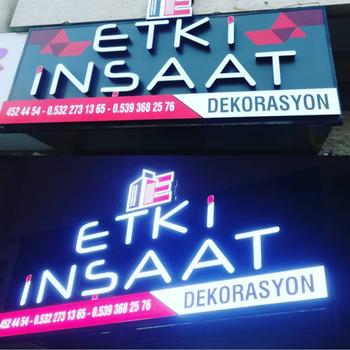 ETKİ
İNŞAAT
452 44 54 - 0.532 273 13 65 - 0.539 368 25 76
DEKORASYON
E
ETKİ
İNŞAAT
452 44 54 - 0.532 273 13 65 - 0.539 368 25 76
DEKORASYON